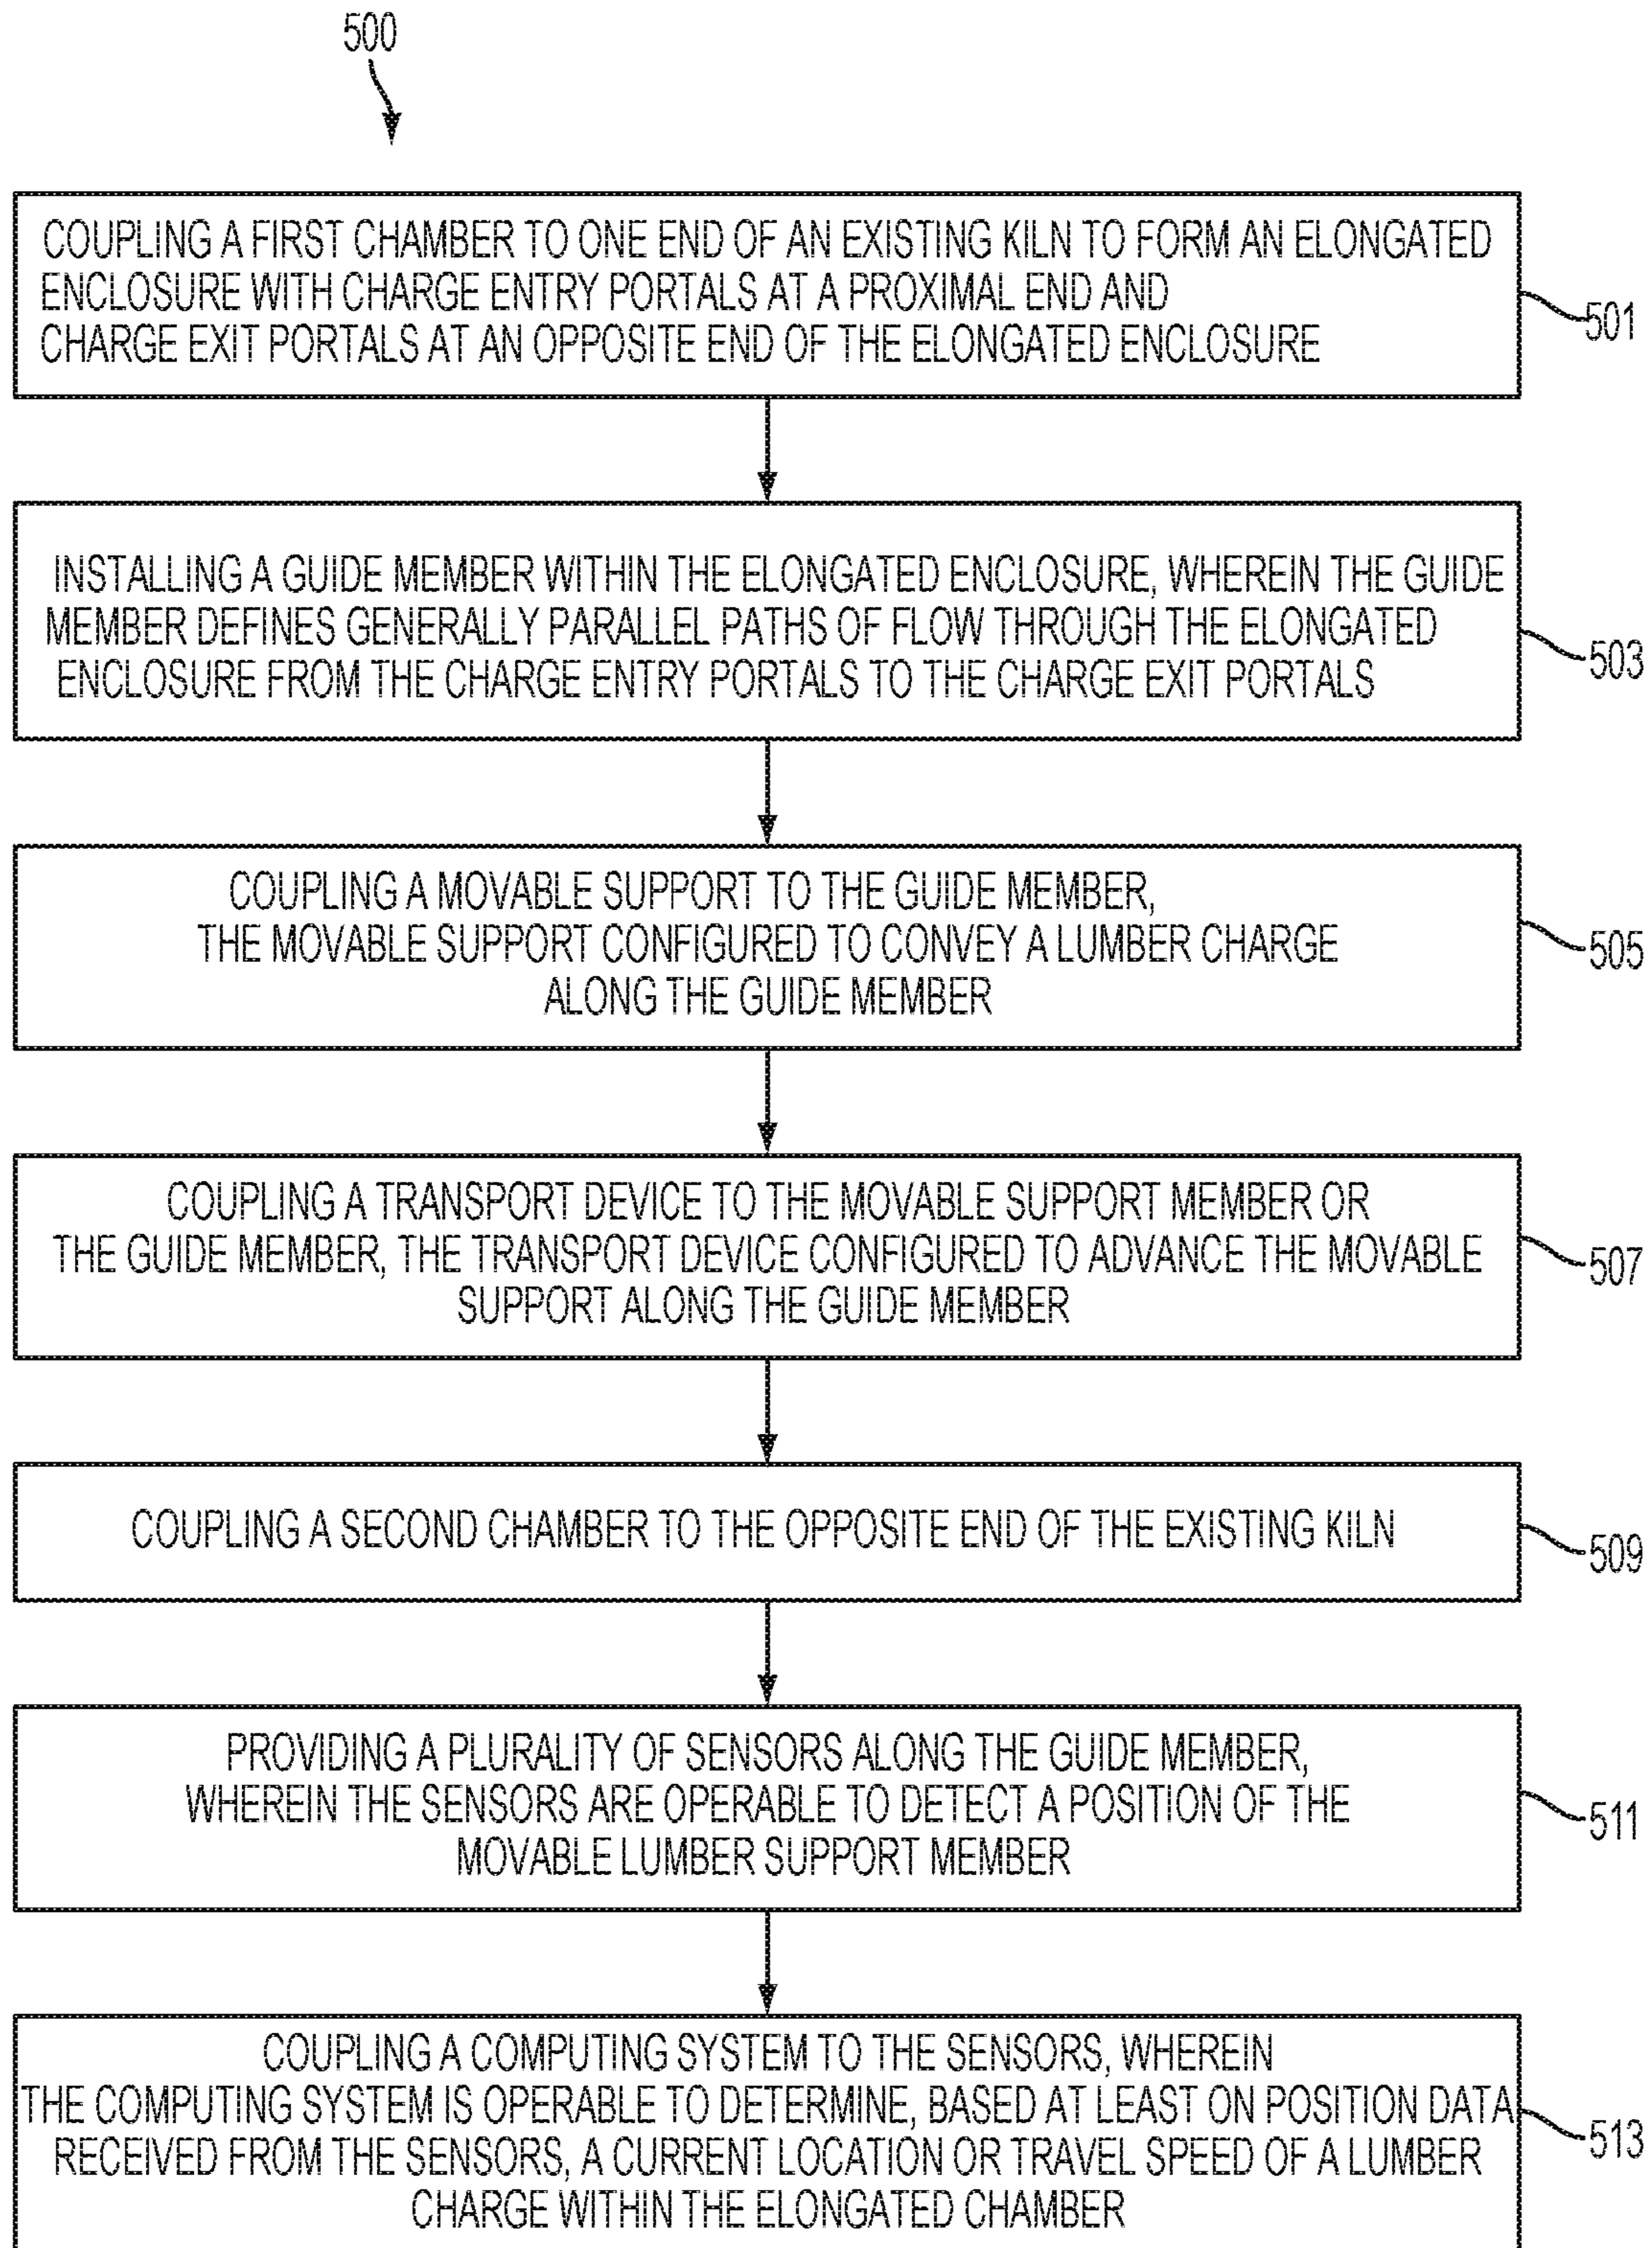 500
COUPLING A FIRST CHAMBER TO ONE END OF AN EXISTING KILN TO FORM AN ELONGATED
ENCLOSURE WITH CHARGE ENTRY PORTALS AT A PROXIMAL END AND
CHARGE EXIT PORTALS AT AN OPPOSITE END OF THE ELONGATED ENCLOSURE
501
INSTALLING A GUIDE MEMBER WITHIN THE ELONGATED ENCLOSURE, WHEREIN THE GUIDE
MEMBER DEFINES GENERALLY PARALLEL PATHS OF FLOW THROUGH THE ELONGATED
ENCLOSURE FROM THE CHARGE ENTRY PORTALS TO THE CHARGE EXIT PORTALS
503
COUPLING A MOVABLE SUPPORT TO THE GUIDE MEMBER,
THE MOVABLE SUPPORT CONFIGURED TO CONVEY A LUMBER CHARGE
ALONG THE GUIDE MEMBER
505
COUPLING A TRANSPORT DEVICE TO THE MOVABLE SUPPORT MEMBER OR
THE GUIDE MEMBER, THE TRANSPORT DEVICE CONFIGURED TO ADVANCE THE MOVABLE
SUPPORT ALONG THE GUIDE MEMBER
507
COUPLING A SECOND CHAMBER TO THE OPPOSITE END OF THE EXISTING KILN
509
PROVIDING A PLURALITY OF SENSORS ALONG THE GUIDE MEMBER,
WHEREIN THE SENSORS ARE OPERABLE TO DETECT A POSITION OF THE
MOVABLE LUMBER SUPPORT MEMBER
511
COUPLING A COMPUTING SYSTEM TO THE SENSORS, WHEREIN
THE COMPUTING SYSTEM IS OPERABLE TO DETERMINE, BASED AT LEAST ON POSITION DATA
RECEIVED FROM THE SENSORS, A CURRENT LOCATION OR TRAVEL SPEED OF A LUMBER
CHARGE WITHIN THE ELONGATED CHAMBER
513